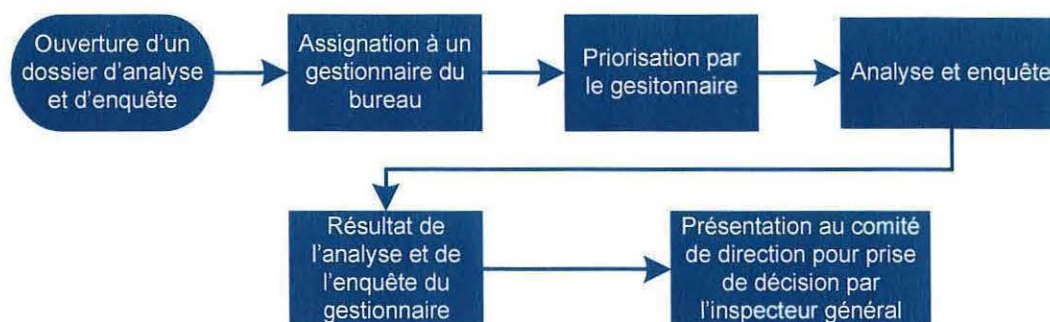 Ouverture d'un
dossier d'analyse
et d'enquête
Assignation à un
gestionnaire du
bureau
Priorisation par
le gesitonnaire
Analyse et enquête
Résultat de
l'analyse et de
l'enquête du
gestionnaire
Présentation au comité
de direction pour prise
de décision par
l'inspecteur général